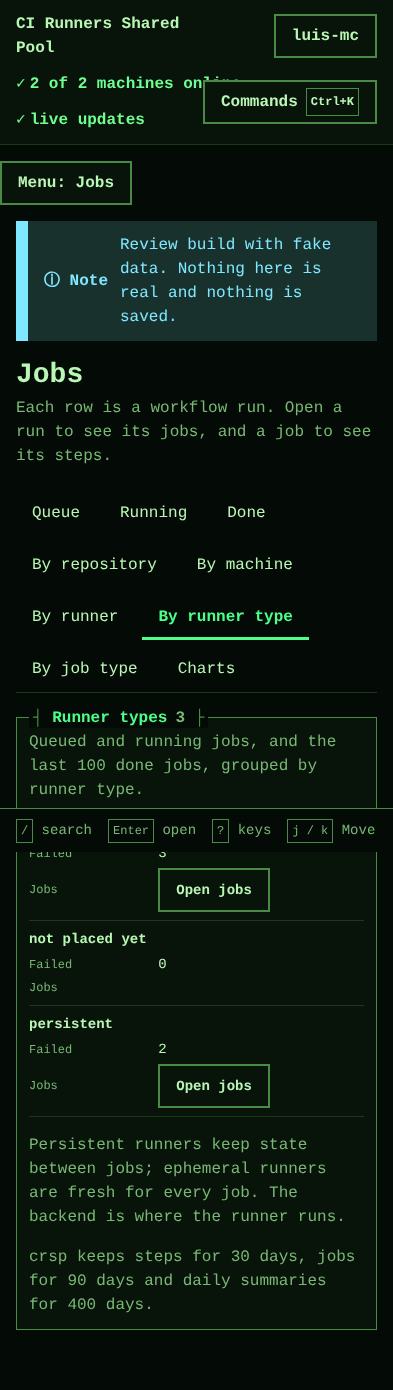 CI Runners Shared
Pool
luis-mc
✓ 2 of 2 machines online
Commands Ctrl+K
✓ live updates
Menu: Jobs
ⓘ Note
Review build with fake
data. Nothing here is
real and nothing is
saved.
Jobs
Each row is a workflow run. Open a
run to see its jobs, and a job to see
its steps.
Queue Running Done
By repository By machine
By runner By runner type
By job type Charts
Runner types 3
Queued and running jobs, and the
last 100 done jobs, grouped by
runner type.
/ search Enter open ? keys j / k Move
Failed 3
Jobs Open jobs
not placed yet
Failed 0
Jobs
persistent
Failed 2
Jobs Open jobs
Persistent runners keep state
between jobs; ephemeral runners
are fresh for every job. The
backend is where the runner runs.
crsp keeps steps for 30 days, jobs
for 90 days and daily summaries
for 400 days.